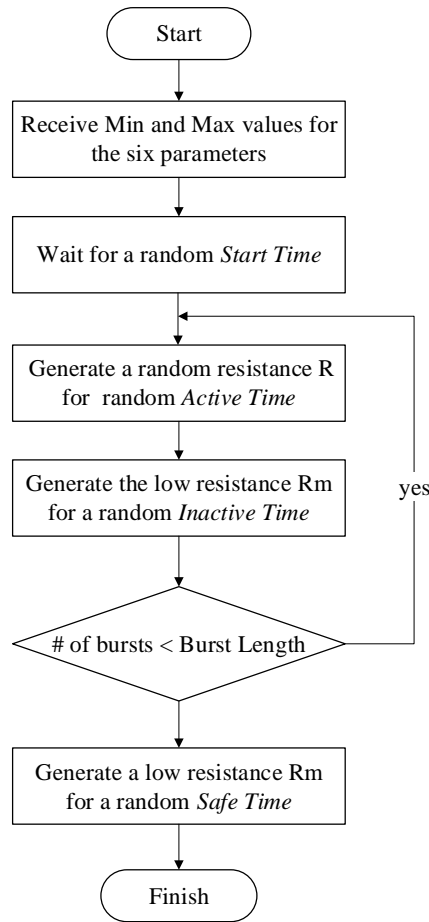 Start
Receive Min and Max values for
the six parameters
Wait for a random Start Time
Generate a random resistance R
for random Active Time
Generate the low resistance Rm
for a random Inactive Time
yes
# of bursts < Burst Length
Generate a low resistance Rm
for a random Safe Time
Finish